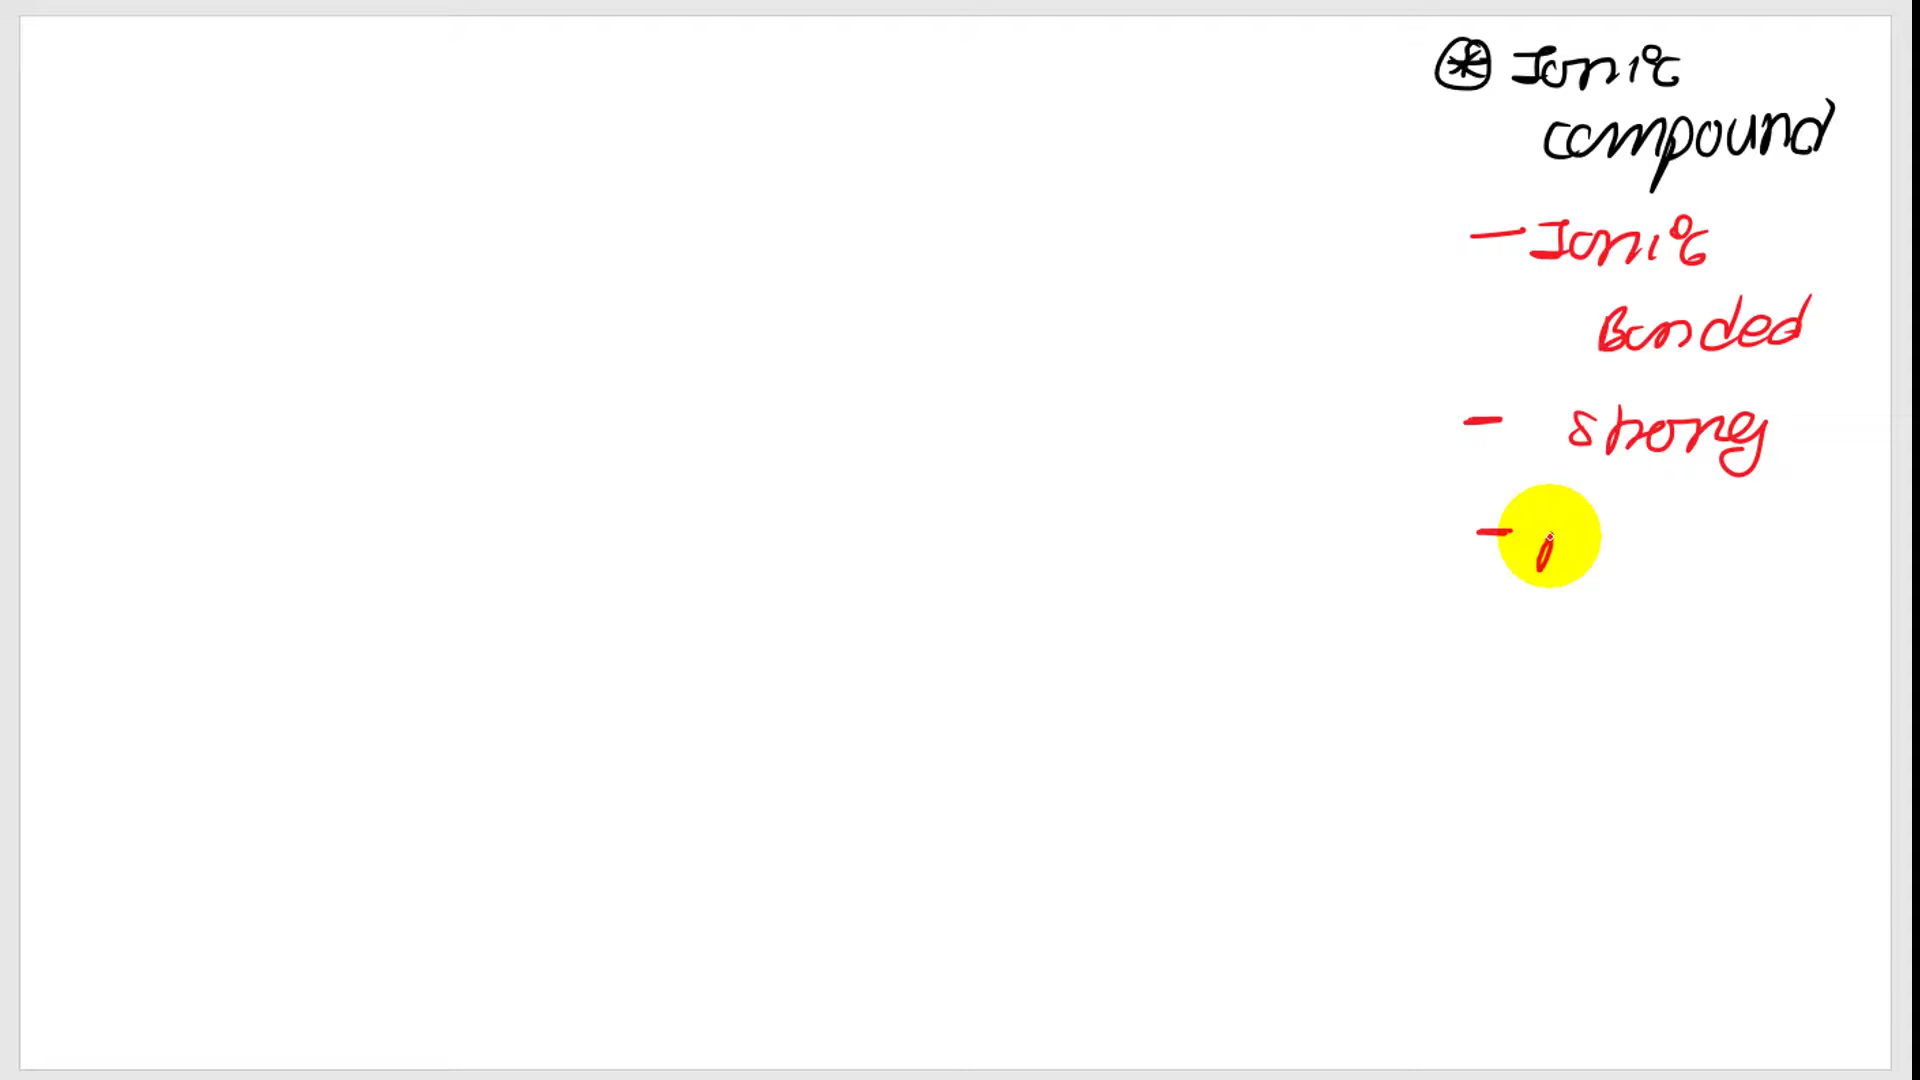 ⊛ Ionic
compound
- Ionic
Bonded
- strong
-